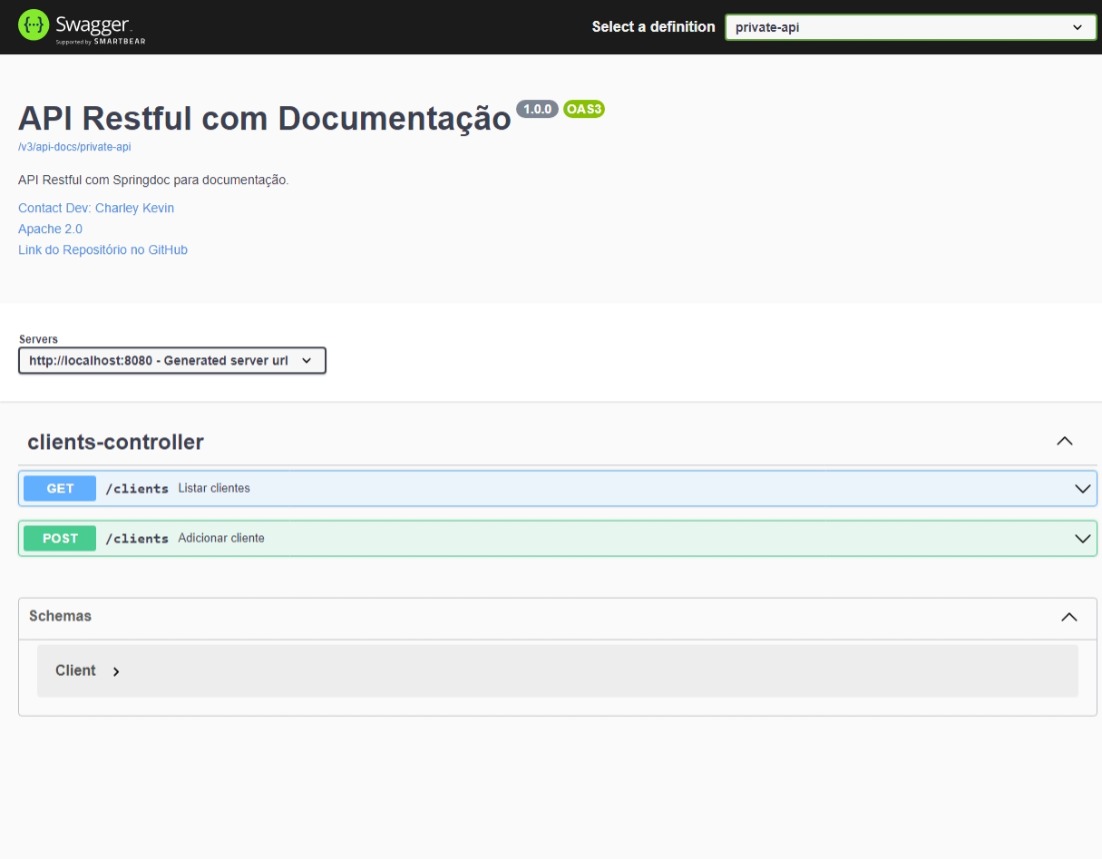 {...} Swagger
Supported by SMARTBEAR
Select a definition
private-api
API Restful com Documentação 1.0.0 OAS3
/v3/api-docs/private-api
API Restful com Springdoc para documentação.
Contact Dev: Charley Kevin
Apache 2.0
Link do Repositório no GitHub
Servers
http://localhost:8080 - Generated server url
clients-controller
GET /clients Listar clientes
POST /clients Adicionar cliente
Schemas
Client